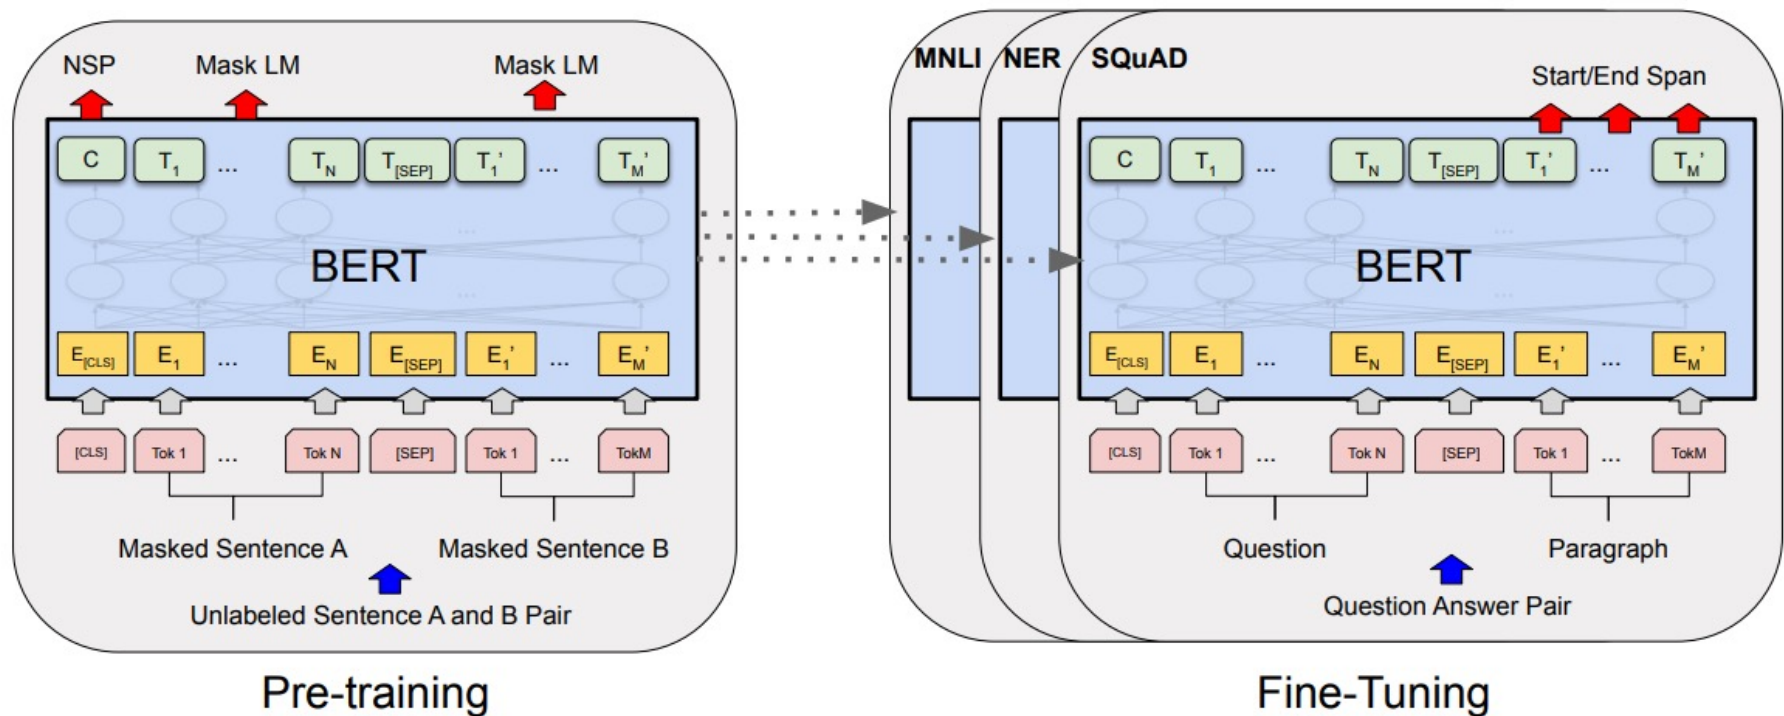 NSP Mask LM Mask LM
C T1 ... TN T[SEP] T1’ ... TM’
...
BERT
...
E[CLS] E1 ... EN E[SEP] E1’ ... EM’
[CLS] Tok 1 ... Tok N [SEP] Tok 1 ... TokM
Masked Sentence A Masked Sentence B
Unlabeled Sentence A and B Pair
Pre-training
MNLI NER SQuAD
Start/End Span
C T1 ... TN T[SEP] T1’ ... TM’
...
BERT
...
E[CLS] E1 ... EN E[SEP] E1’ ... EM’
[CLS] Tok 1 ... Tok N [SEP] Tok 1 ... TokM
Question Paragraph
Question Answer Pair
Fine-Tuning